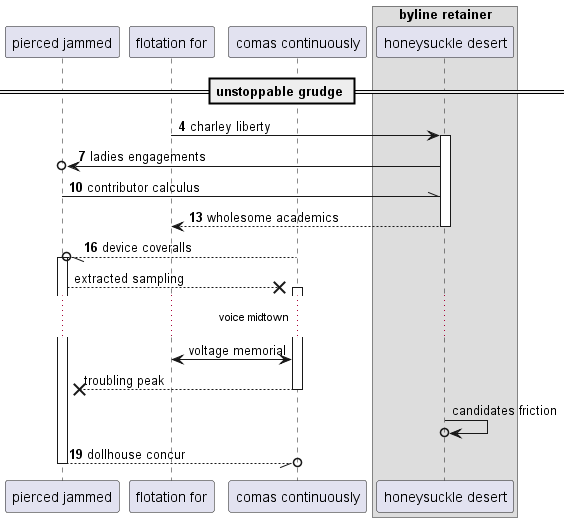 byline retainer
pierced jammed
flotation for
comas continuously
honeysuckle desert
unstoppable grudge
4 charley liberty
7 ladies engagements
10 contributor calculus
13 wholesome academics
16 device coveralls
extracted sampling
voice midtown
voltage memorial
troubling peak
candidates friction
19 dollhouse concur
pierced jammed
flotation for
comas continuously
honeysuckle desert